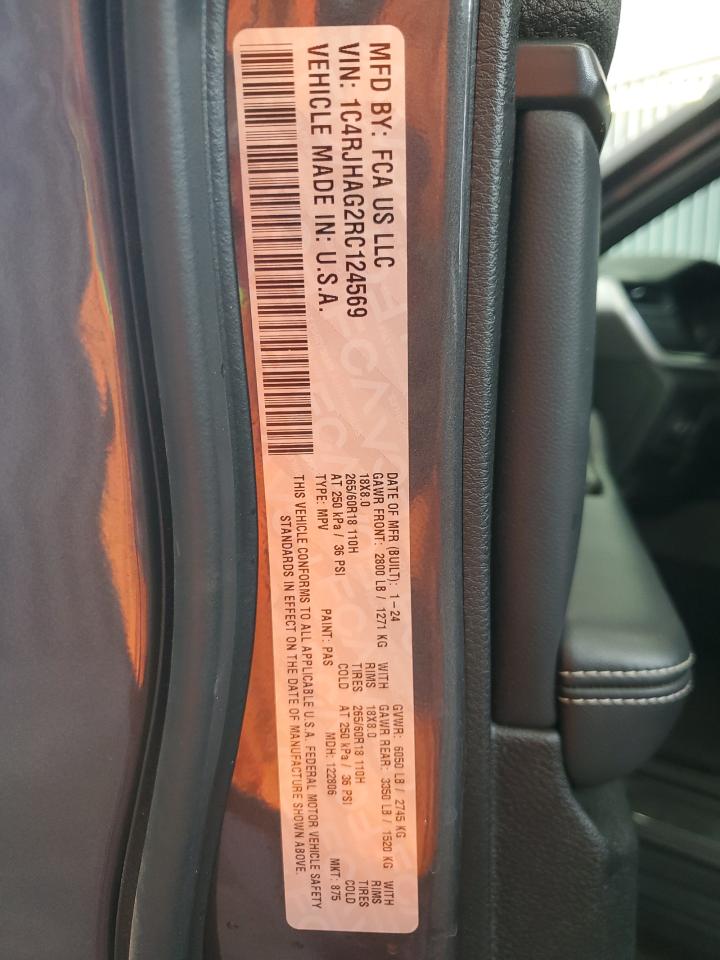 MFD BY: FCA US LLC
VIN: 1C4RJHAG2RC124569
VEHICLE MADE IN: U.S.A.
DATE OF MFR (BUILT): 1-24 GVWR: 6050 LB / 2745 KG
GAWR FRONT: 2800 LB / 1271 KG WITH GAWR REAR: 3350 LB / 1520 KG WITH
18X8.0 RIMS 18X8.0 RIMS
265/60R18 110H TIRES 265/60R18 110H TIRES
AT 250 kPa / 36 PSI COLD AT 250 kPa / 36 PSI COLD
TYPE: MPV PAINT: PAS MDH: 122806 MKT: 875
THIS VEHICLE CONFORMS TO ALL APPLICABLE U.S.A. FEDERAL MOTOR VEHICLE SAFETY
STANDARDS IN EFFECT ON THE DATE OF MANUFACTURE SHOWN ABOVE.